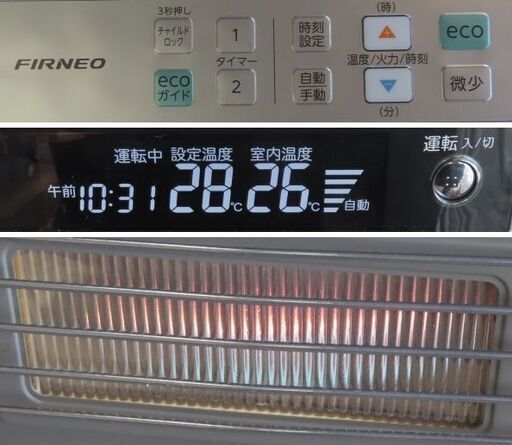 3秒押し
チャイルド
ロック
1
時刻
設定
(時)
eco
FIRNEO
タイマー
温度/火力/時刻
eco
ガイド
2
自動
手動
(分)
微少
運転 入/切
運転中 設定温度 室内温度
午前 10:31 28℃ 26℃
自動